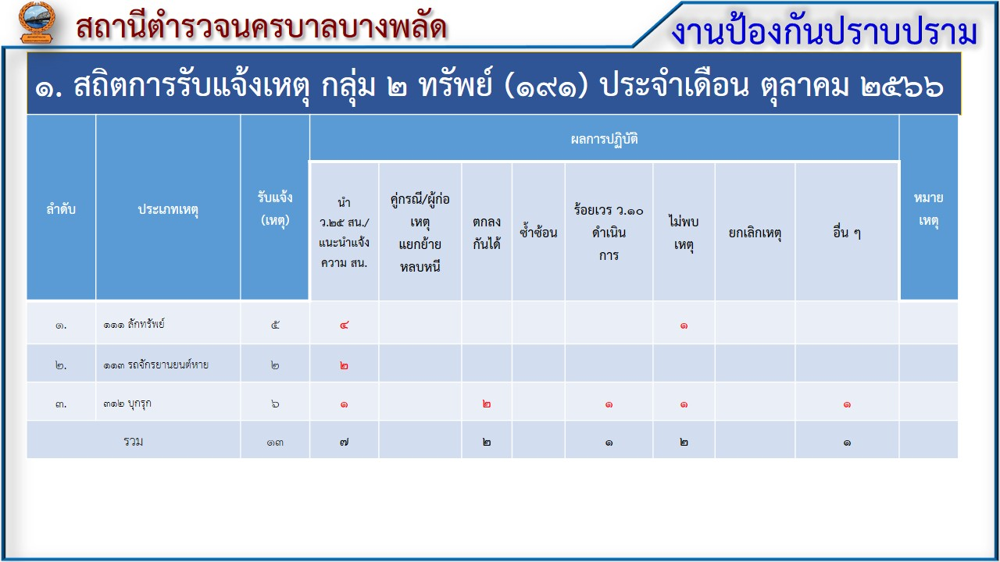 สถานีตำรวจนครบาลบางพลัด
งานป้องกันปราบปราม
๑. สถิตการรับแจ้งเหตุ กลุ่ม ๒ ทรัพย์ (๑๙๑) ประจำเดือน ตุลาคม ๒๕๖๖
ลำดับ
ประเภทเหตุ
รับแจ้ง
(เหตุ)
ผลการปฏิบัติ
หมาย
เหตุ
นำ
ว.๒๕ สน./
แนะนำแจ้ง
ความ สน.
คู่กรณี/ผู้ก่อ
เหตุ
แยกย้าย
หลบหนี
ตกลง
กันได้
ซ้ำซ้อน
ร้อยเวร ว.๑๐
ดำเนิน
การ
ไม่พบ
เหตุ
ยกเลิกเหตุ
อื่น ๆ
๑. ๑๑๑ ลักทรัพย์ ๕ ๔ ๑
๒. ๑๑๓ รถจักรยานยนต์หาย ๒ ๒
๓. ๓๑๒ บุกรุก ๖ ๑ ๒ ๑ ๑ ๑
รวม ๑๓ ๗ ๒ ๑ ๒ ๑